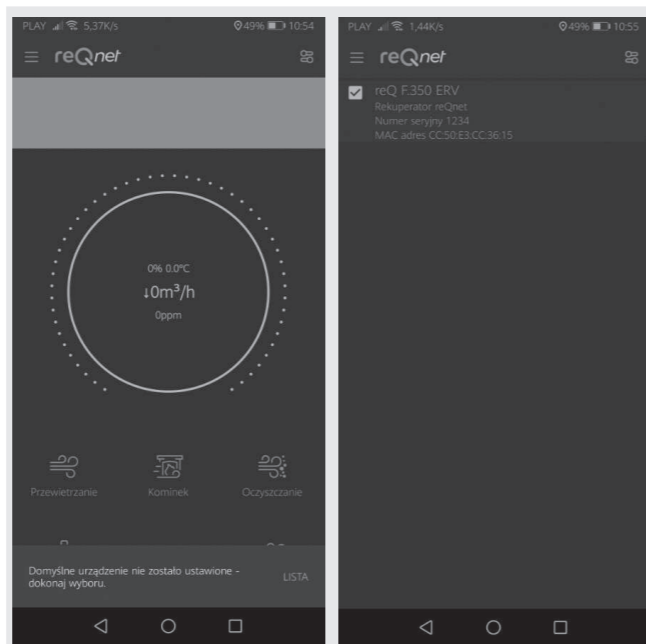 PLAY 5,37K/s 49% 10:54
reQnet
0% 0.0°C
↓0m³/h
0ppm
Przewietrzanie Kominek Oczyszczanie
Domyślne urządzenie nie zostało ustawione -
dokonaj wyboru.
LISTA
PLAY 1,44K/s 49% 10:55
reQnet
reQ F.350 ERV
Rekuperator reQnet
Numer seryjny 1234
MAC adres CC:50:E3:CC:36:15